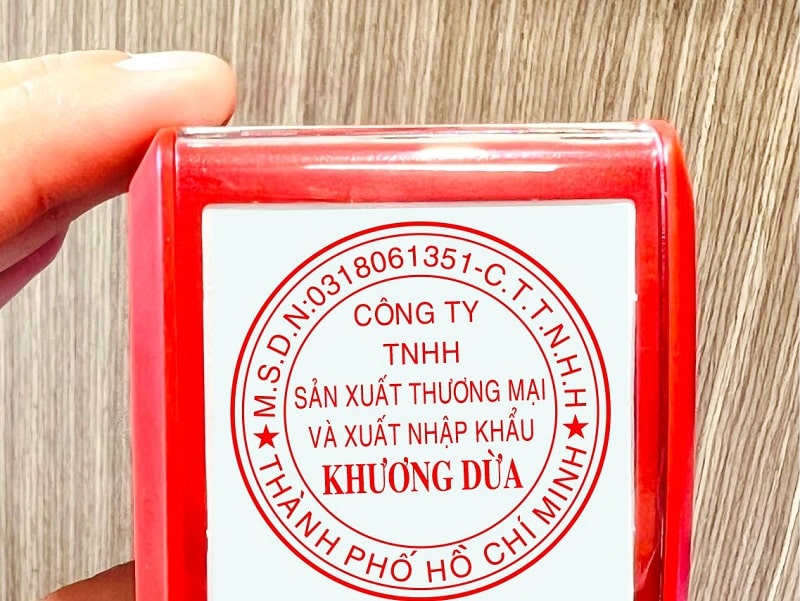 M.S.D.N:0318061351-C.T.T.N.H.H
CÔNG TY
TNHH
SẢN XUẤT THƯƠNG MẠI
VÀ XUẤT NHẬP KHẨU
KHƯƠNG DỪA
THÀNH PHỐ HỒ CHÍ MINH